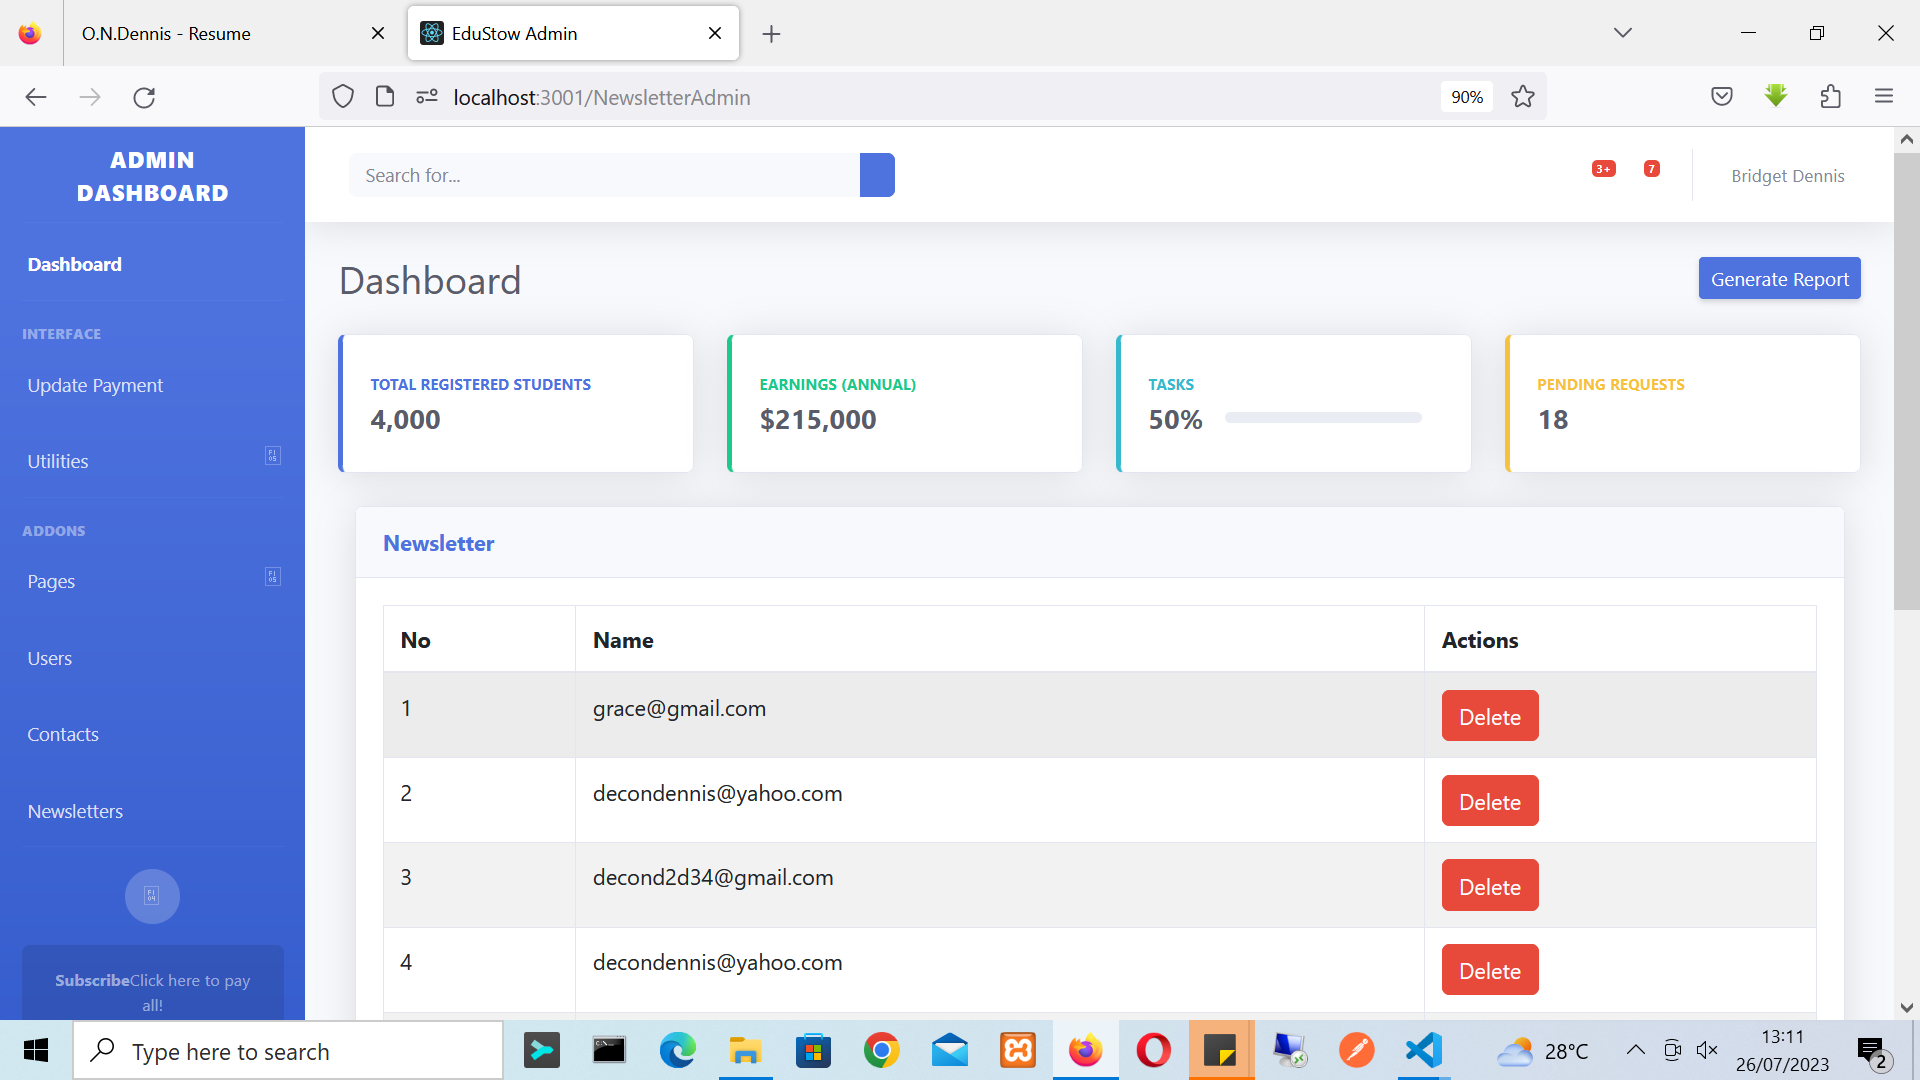 O.N.Dennis - Resume
EduStow Admin
localhost:3001/NewsletterAdmin
90%
ADMIN
DASHBOARD
Search for...
3+
7
Bridget Dennis
Dashboard
Dashboard
Generate Report
INTERFACE
Update Payment
Utilities
ADDONS
Pages
Users
Contacts
Newsletters
SubscribeClick here to pay
all!
TOTAL REGISTERED STUDENTS
4,000
EARNINGS (ANNUAL)
$215,000
TASKS
50%
PENDING REQUESTS
18
Newsletter
No Name Actions
1 grace@gmail.com Delete
2 decondennis@yahoo.com Delete
3 decond2d34@gmail.com Delete
4 decondennis@yahoo.com Delete
Type here to search
28°C
13:11
26/07/2023
2